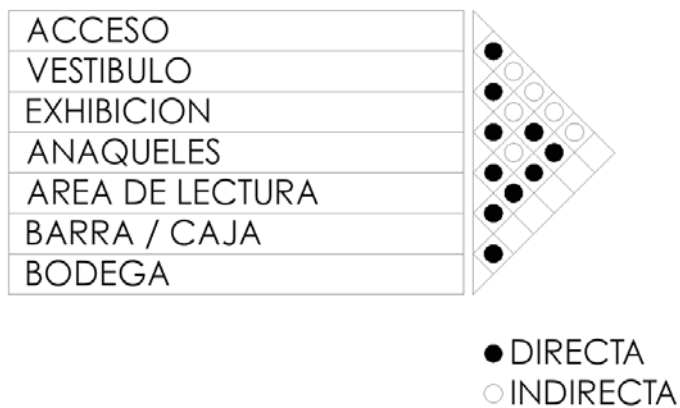 ACCESO
VESTIBULO
EXHIBICION
ANAQUELES
AREA DE LECTURA
BARRA / CAJA
BODEGA
DIRECTA
INDIRECTA